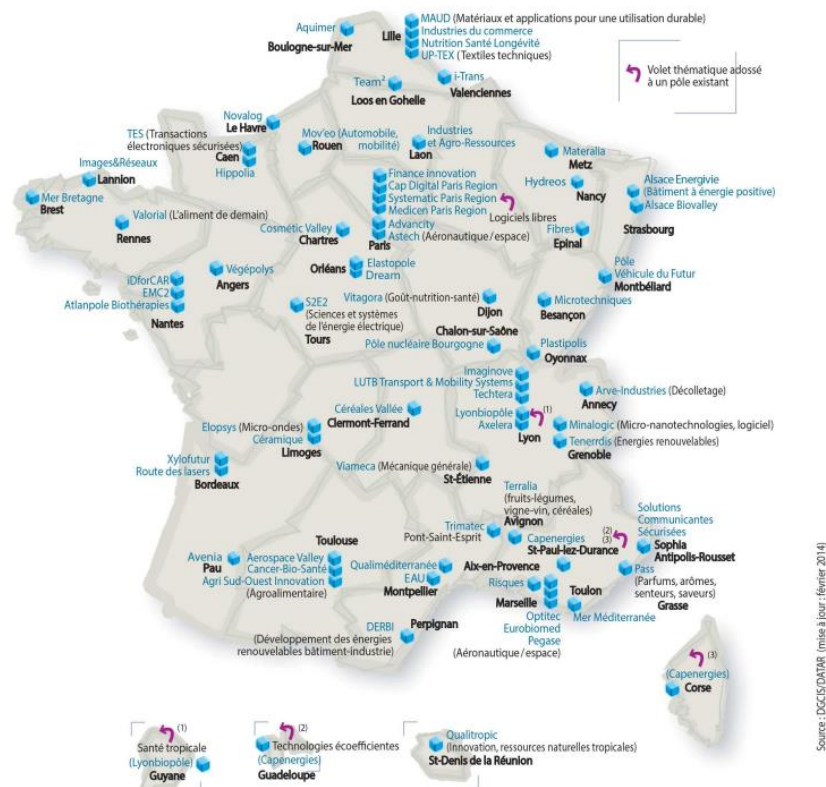 MAUD (Matériaux et applications pour une utilisation durable)
Industries du commerce
Nutrition Santé Longévité
UP-TEX (Textiles techniques)
Lille
Aquimer
Boulogne-sur-Mer
Volet thématique adossé
à un pôle existant
Team²
Loos en Gohelle
i-Trans
Valenciennes
Novalog
Le Havre
TES (Transactions
électroniques sécurisées)
Caen
Hippolia
Mov'eo (Automobile,
mobilité)
Rouen
Industries
et Agro-Ressources
Laon
Materalia
Metz
Hydreos
Nancy
Alsace Energivie
(Bâtiment à énergie positive)
Alsace Biovalley
Strasbourg
Images&Réseaux
Lannion
Mer Bretagne
Brest
Valorial (L'aliment de demain)
Rennes
Finance innovation
Cap Digital Paris Region
Systematic Paris Region
Medicen Paris Region
Logiciels libres
Advancity
Astech (Aéronautique/espace)
Paris
Cosmétic Valley
Chartres
Fibres
Epinal
Elastopole
Dream
Orléans
Pôle
Véhicule du Futur
Montbéliard
iDforCAR
EMC2
Atlanpole Biothérapies
Nantes
Végépolys
Angers
S2E2
(Sciences et systèmes
de l'énergie électrique)
Tours
Vitagora (Goût-nutrition-santé)
Dijon
Microtechniques
Besançon
Chalon-sur-Saône
Pôle nucléaire Bourgogne
Plastipolis
Oyonnax
Imaginove
LUTB Transport & Mobility Systems
Techtera
Lyonbiopôle
Axelera
(1)
Lyon
Arve-Industries (Décolletage)
Annecy
Céréales Vallée
Clermont-Ferrand
Elopsys (Micro-ondes)
Céramique
Limoges
Minalogic (Micro-nanotechnologies, logiciel)
Tenerrdis (Energies renouvelables)
Grenoble
Xylofutur
Route des lasers
Bordeaux
Viameca (Mécanique générale)
St-Étienne
Terralia
(fruits-légumes,
vigne-vin, céréales)
Avignon
Trimatec
Pont-Saint-Esprit
Capenergies
St-Paul-lez-Durance
(2)
(3)
Solutions
Communicantes
Sécurisées
Sophia
Antipolis-Rousset
Toulouse
Avenia
Pau
Aerospace Valley
Cancer-Bio-Santé
Agri Sud-Ouest Innovation
(Agroalimentaire)
Qualiméditerranée
EAU
Montpellier
Aix-en-Provence
Risques
Marseille
Optitec
Eurobiomed
Pegase
(Aéronautique/espace)
Toulon
Mer Méditerranée
Pass
(Parfums, arômes,
senteurs, saveurs)
Grasse
Perpignan
DERBI
(Développement des énergies
renouvelables bâtiment-industrie)
(3)
(Capenergies)
Corse
(1)
Santé tropicale
(Lyonbiopôle)
Guyane
(2)
Technologies écoefficientes
(Capenergies)
Guadeloupe
Qualitropic
(Innovation, ressources naturelles tropicales)
St-Denis de la Réunion
Source : DGCIS/DATAR (mise à jour : février 2014)